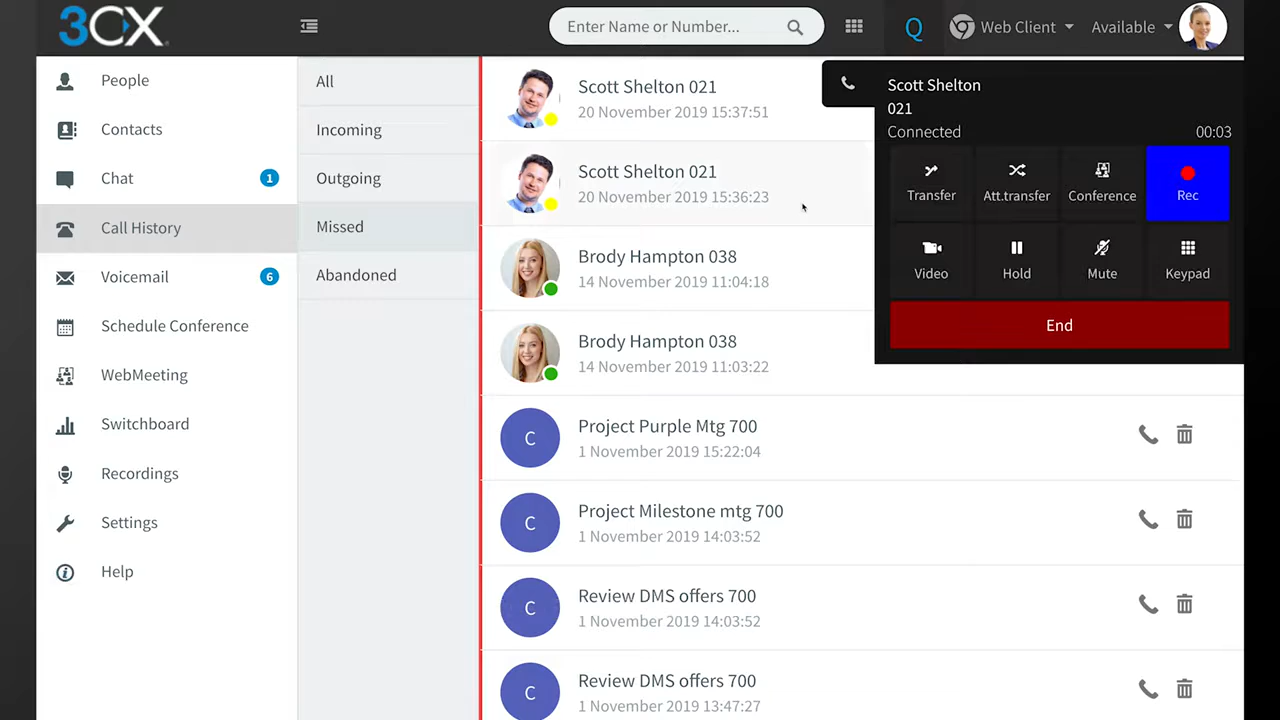 3CX
Enter Name or Number...
Q
Web Client
Available
People
Contacts
Chat
1
Call History
Voicemail
6
Schedule Conference
WebMeeting
Switchboard
Recordings
Settings
Help
All
Incoming
Outgoing
Missed
Abandoned
Scott Shelton 021
20 November 2019 15:37:51
Scott Shelton 021
20 November 2019 15:36:23
Brody Hampton 038
14 November 2019 11:04:18
Brody Hampton 038
14 November 2019 11:03:22
C
Project Purple Mtg 700
1 November 2019 15:22:04
C
Project Milestone mtg 700
1 November 2019 14:03:52
C
Review DMS offers 700
1 November 2019 14:03:52
C
Review DMS offers 700
1 November 2019 13:47:27
Scott Shelton
021
Connected 00:03
Transfer Att.transfer Conference Rec
Video Hold Mute Keypad
End